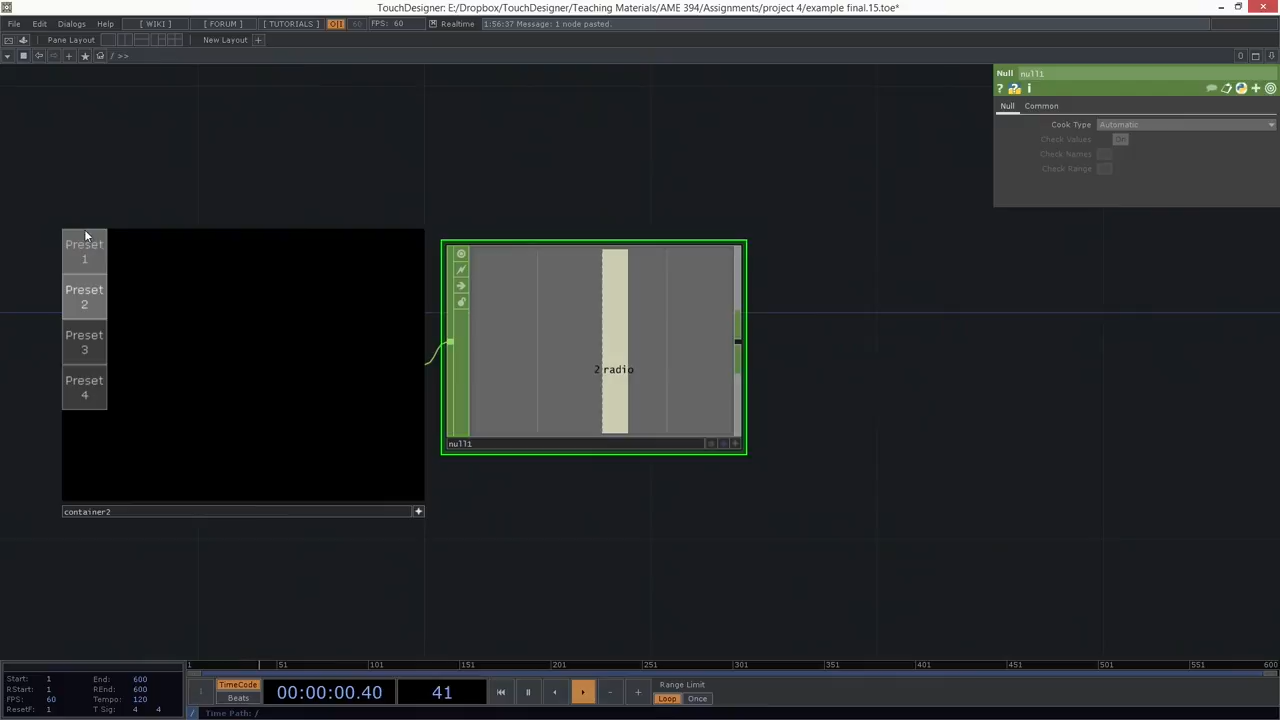 TouchDesigner: E:/Dropbox/TouchDesigner/Teaching Materials/AME 394/Assignments/project 4/example final.15.toe*
File Edit Dialogs Help [ WIKI ] [ FORUM ] [ TUTORIALS ] O|I 60 FPS: 60 Realtime 1:56:37 Message: 1 node pasted.
Pane Layout New Layout +
/ >>
Null null1
? i
Null Common
Cook Type Automatic
Check Values On
Check Names
Check Range
Preset 1
Preset 2
Preset 3
Preset 4
2 radio
null1
container2
1 51 101 151 201 251 301 351 401 451 501 551 600
Start: 1 End: 600
RStart: 1 REnd: 600
FPS: 60 Tempo: 120
ResetF: 1 T Sig: 4 4
TimeCode
Beats
00:00:00.40
41
Range Limit
Loop Once
/ Time Path: /